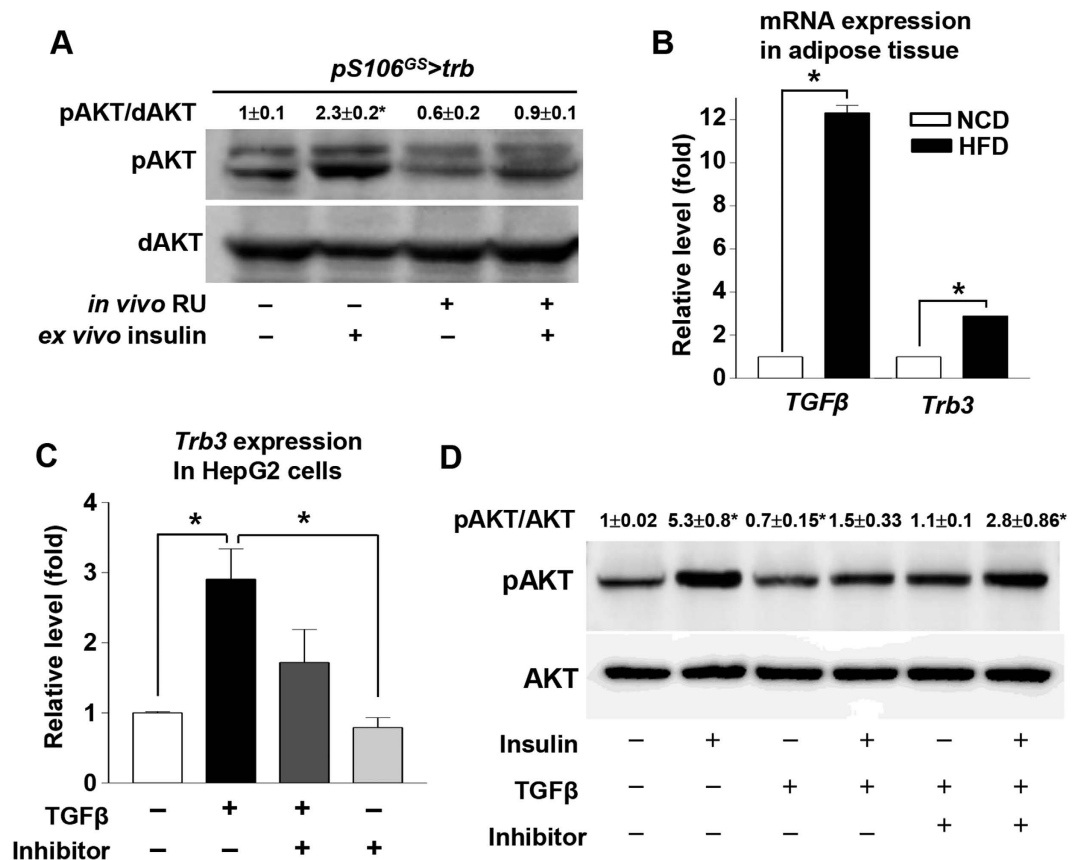 A
pS106GS>trb
pAKT/dAKT 1±0.1 2.3±0.2* 0.6±0.2 0.9±0.1
pAKT
dAKT
in vivo RU – – + +
ex vivo insulin – + – +
B
mRNA expression
in adipose tissue
Relative level (fold)
12
10
8
6
4
2
0
* *
NCD
HFD
TGFβ Trb3
C
Trb3 expression
In HepG2 cells
Relative level (fold)
4
3
2
1
0
* *
TGFβ – + + –
Inhibitor – – + +
D
pAKT/AKT 1±0.02 5.3±0.8* 0.7±0.15* 1.5±0.33 1.1±0.1 2.8±0.86*
pAKT
AKT
Insulin – + – + – +
TGFβ – – + + + +
Inhibitor – – – – + +